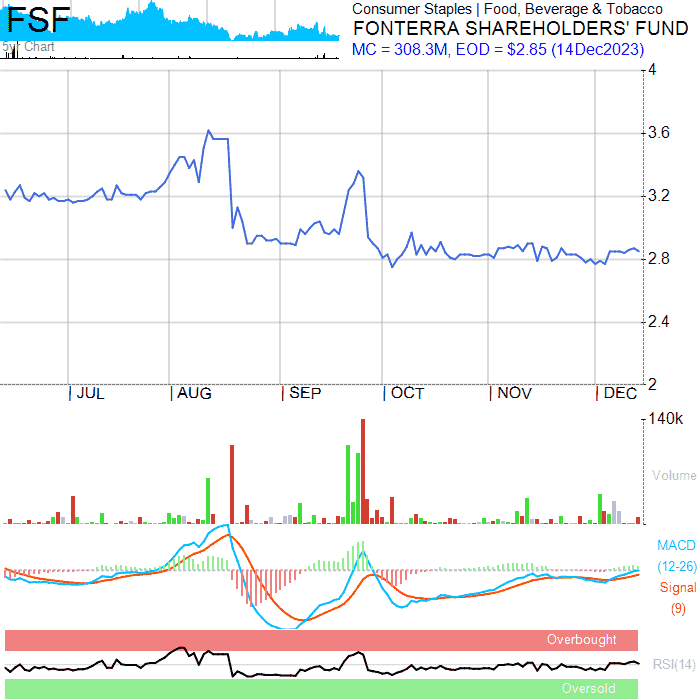 FSF
5yr Chart
Consumer Staples | Food, Beverage & Tobacco
FONTERRA SHAREHOLDERS' FUND
MC = 308.3M, EOD = $2.85 (14Dec2023)
4
3.6
3.2
2.8
2.4
2
JUL AUG SEP OCT NOV DEC
140k
Volume
MACD
(12-26)
Signal
(9)
Overbought
RSI(14)
Oversold